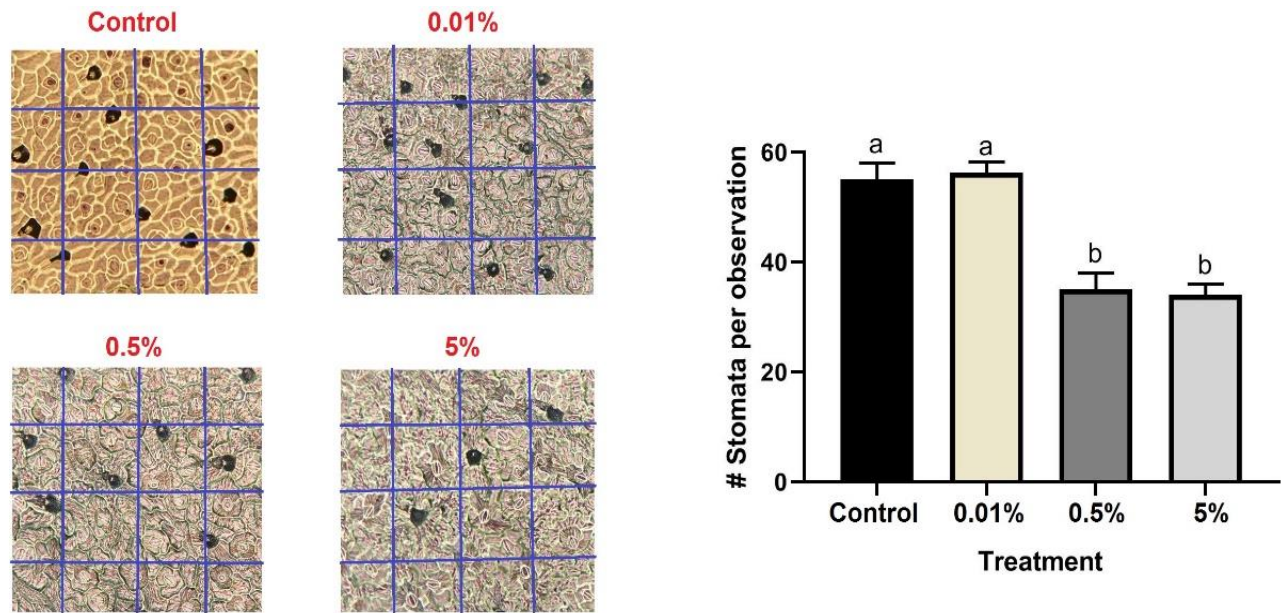 Control
0.01%
0.5%
5%
# Stomata per observation
60
40
20
0
a
a
b
b
Control 0.01% 0.5% 5%
Treatment